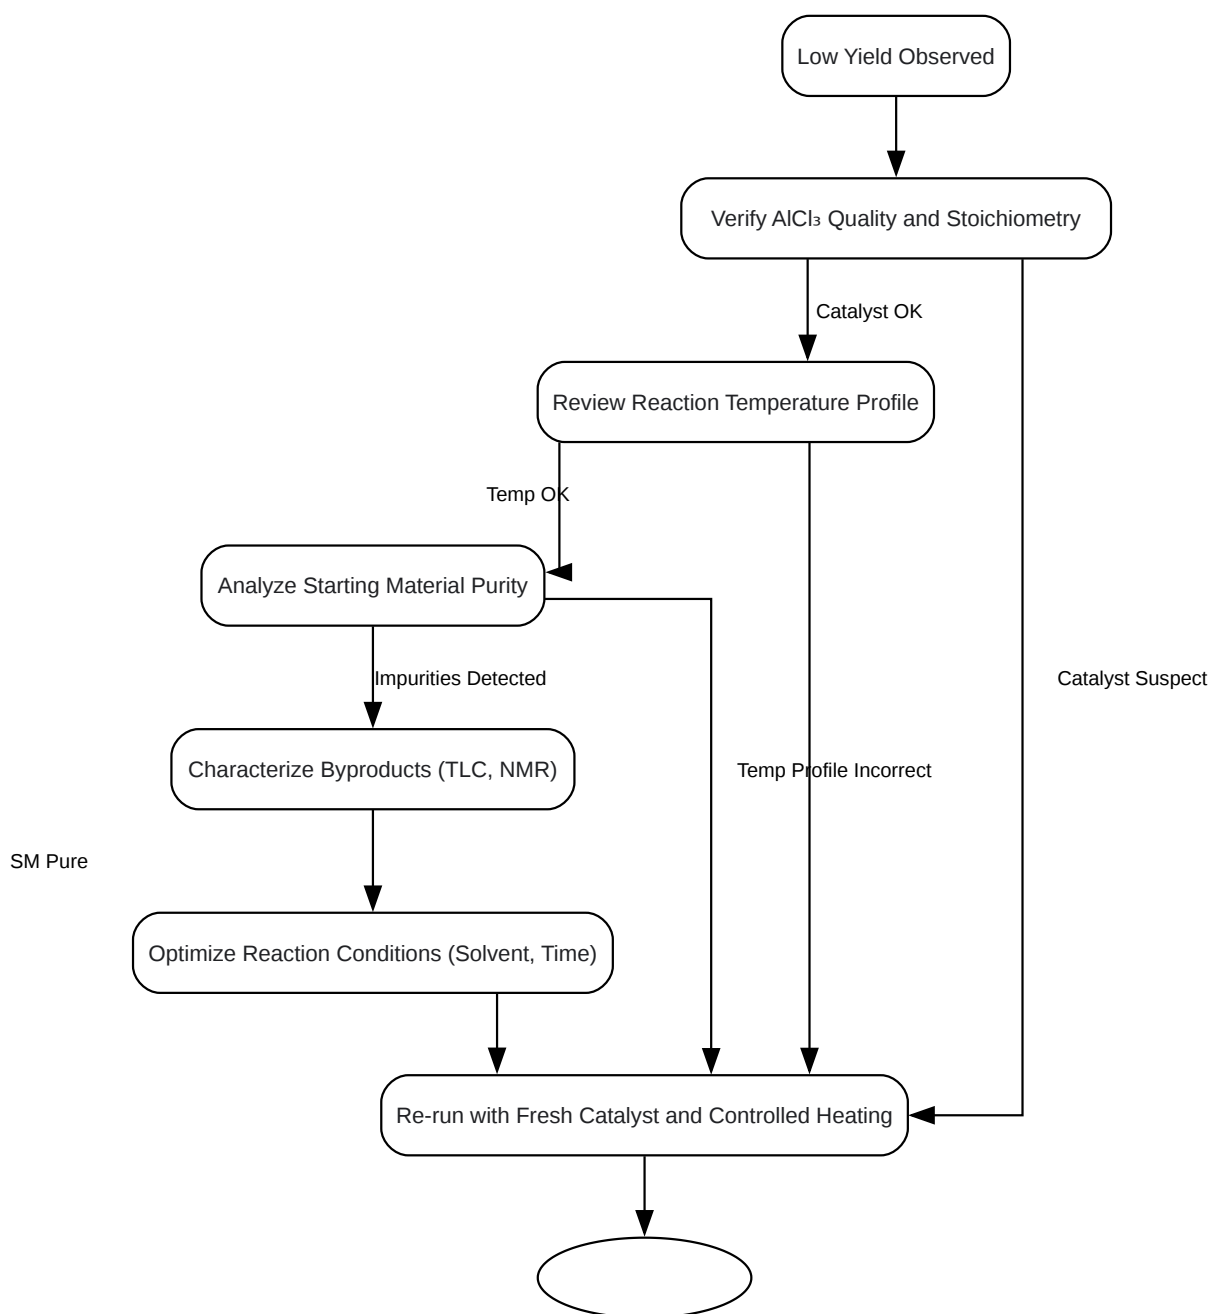 Low Yield Observed
Verify AlCl₃ Quality and Stoichiometry
Catalyst OK
Review Reaction Temperature Profile
Temp OK
Analyze Starting Material Purity
Impurities Detected
Catalyst Suspect
Characterize Byproducts (TLC, NMR)
Temp Profile Incorrect
SM Pure
Optimize Reaction Conditions (Solvent, Time)
Re-run with Fresh Catalyst and Controlled Heating